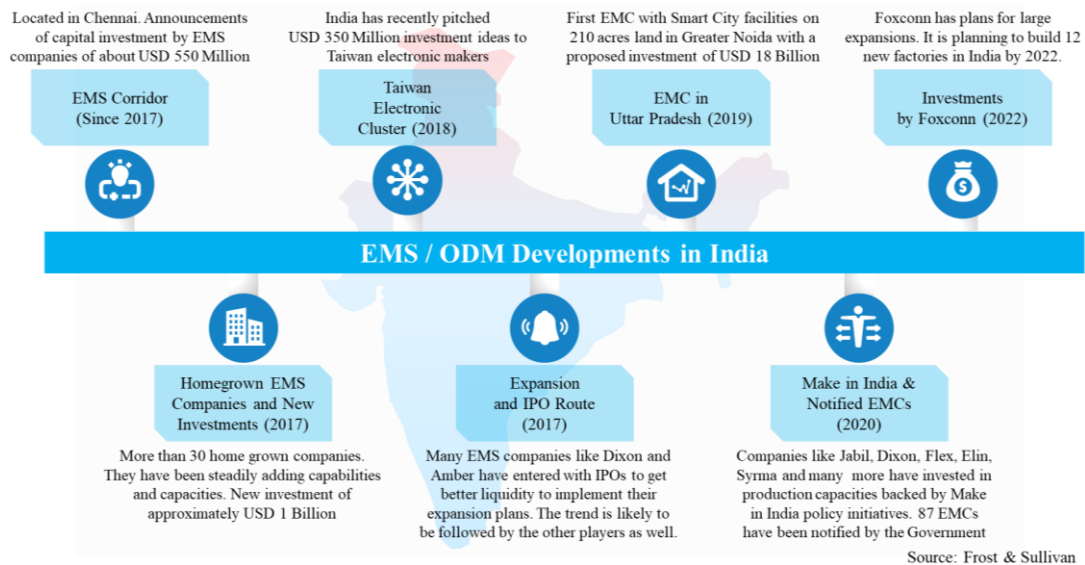 Located in Chennai. Announcements
of capital investment by EMS
companies of about USD 550 Million
EMS Corridor
(Since 2017)
India has recently pitched
USD 350 Million investment ideas to
Taiwan electronic makers
Taiwan
Electronic
Cluster (2018)
First EMC with Smart City facilities on
210 acres land in Greater Noida with a
proposed investment of USD 18 Billion
EMC in
Uttar Pradesh (2019)
Foxconn has plans for large
expansions. It is planning to build 12
new factories in India by 2022.
Investments
by Foxconn (2022)
EMS / ODM Developments in India
Homegrown EMS
Companies and New
Investments (2017)
More than 30 home grown companies.
They have been steadily adding capabilities
and capacities. New investment of
approximately USD 1 Billion
Expansion
and IPO Route
(2017)
Many EMS companies like Dixon and
Amber have entered with IPOs to get
better liquidity to implement their
expansion plans. The trend is likely to
be followed by the other players as well.
Make in India &
Notified EMCs
(2020)
Companies like Jabil, Dixon, Flex, Elin,
Syrma and many more have invested in
production capacities backed by Make
in India policy initiatives. 87 EMCs
have been notified by the Government
Source: Frost & Sullivan